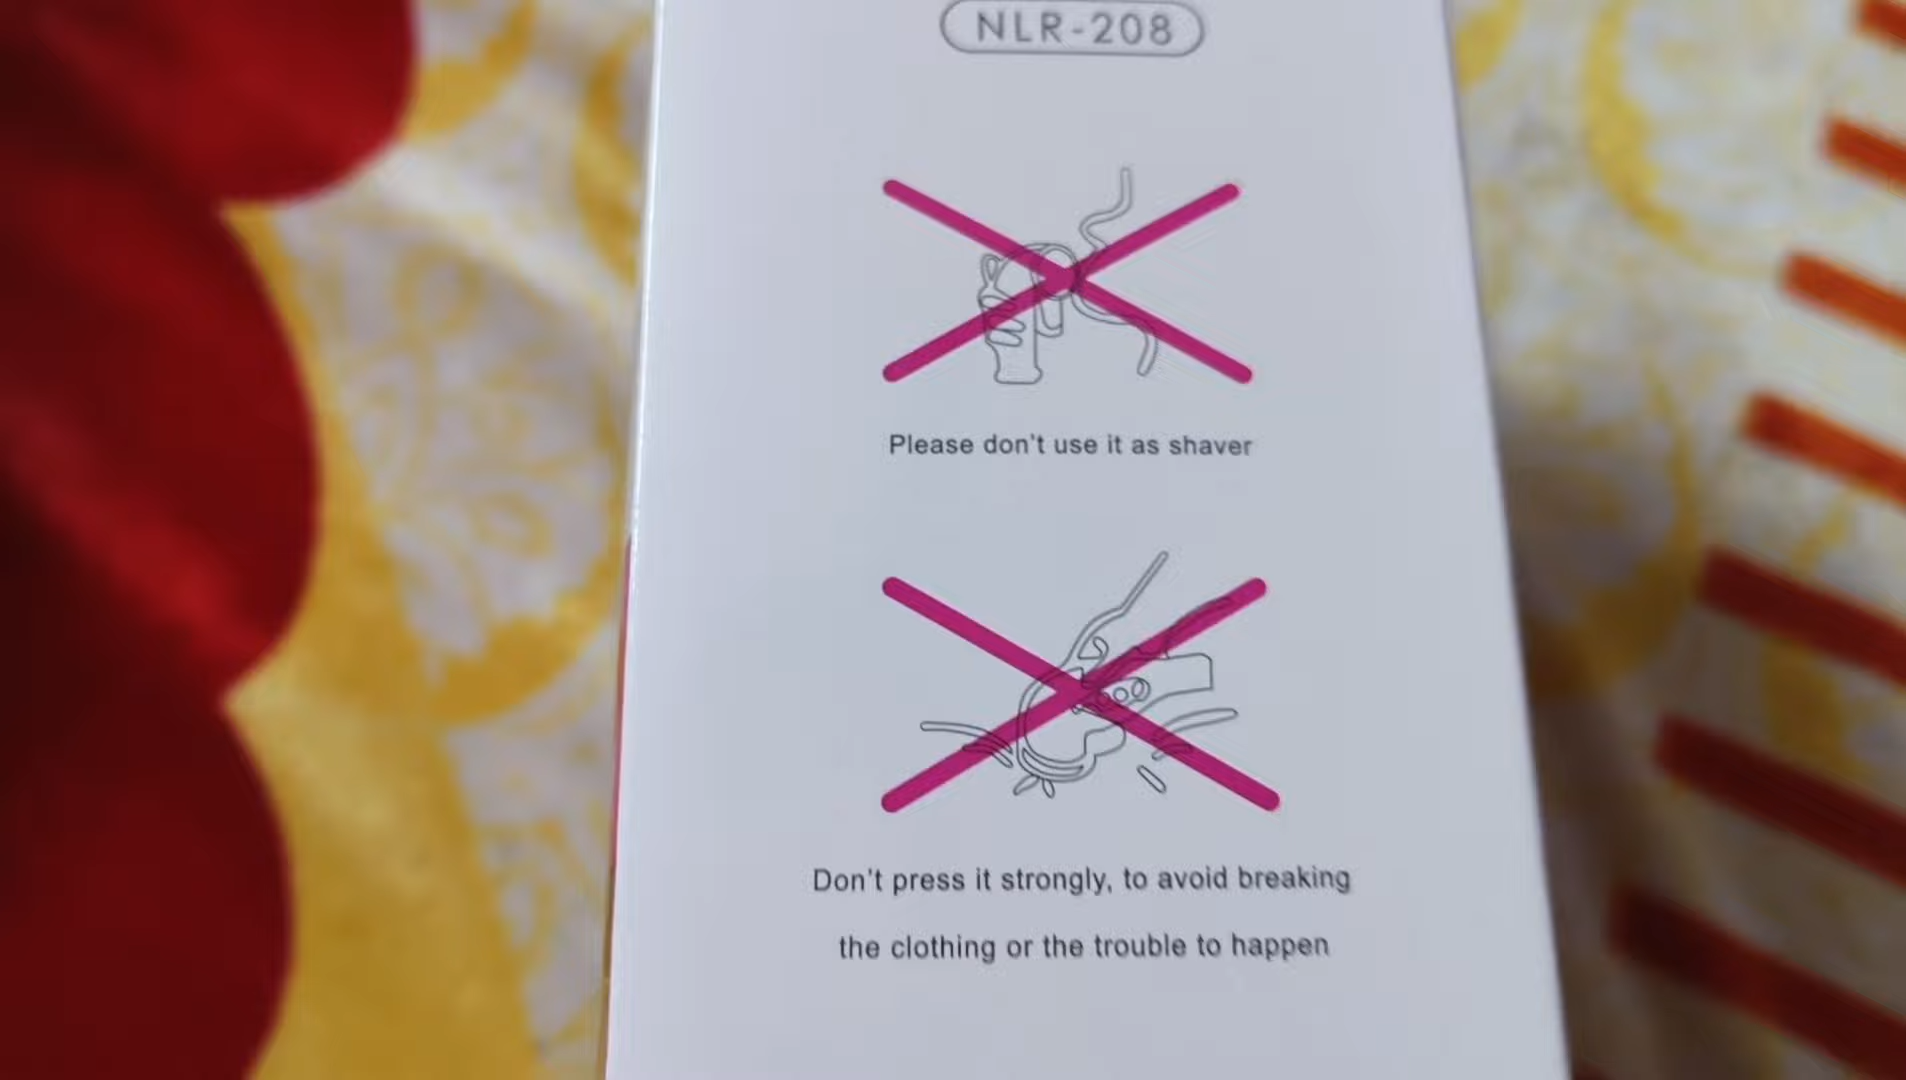 NLR-208
Please don't use it as shaver
Don't press it strongly, to avoid breaking
the clothing or the trouble to happen